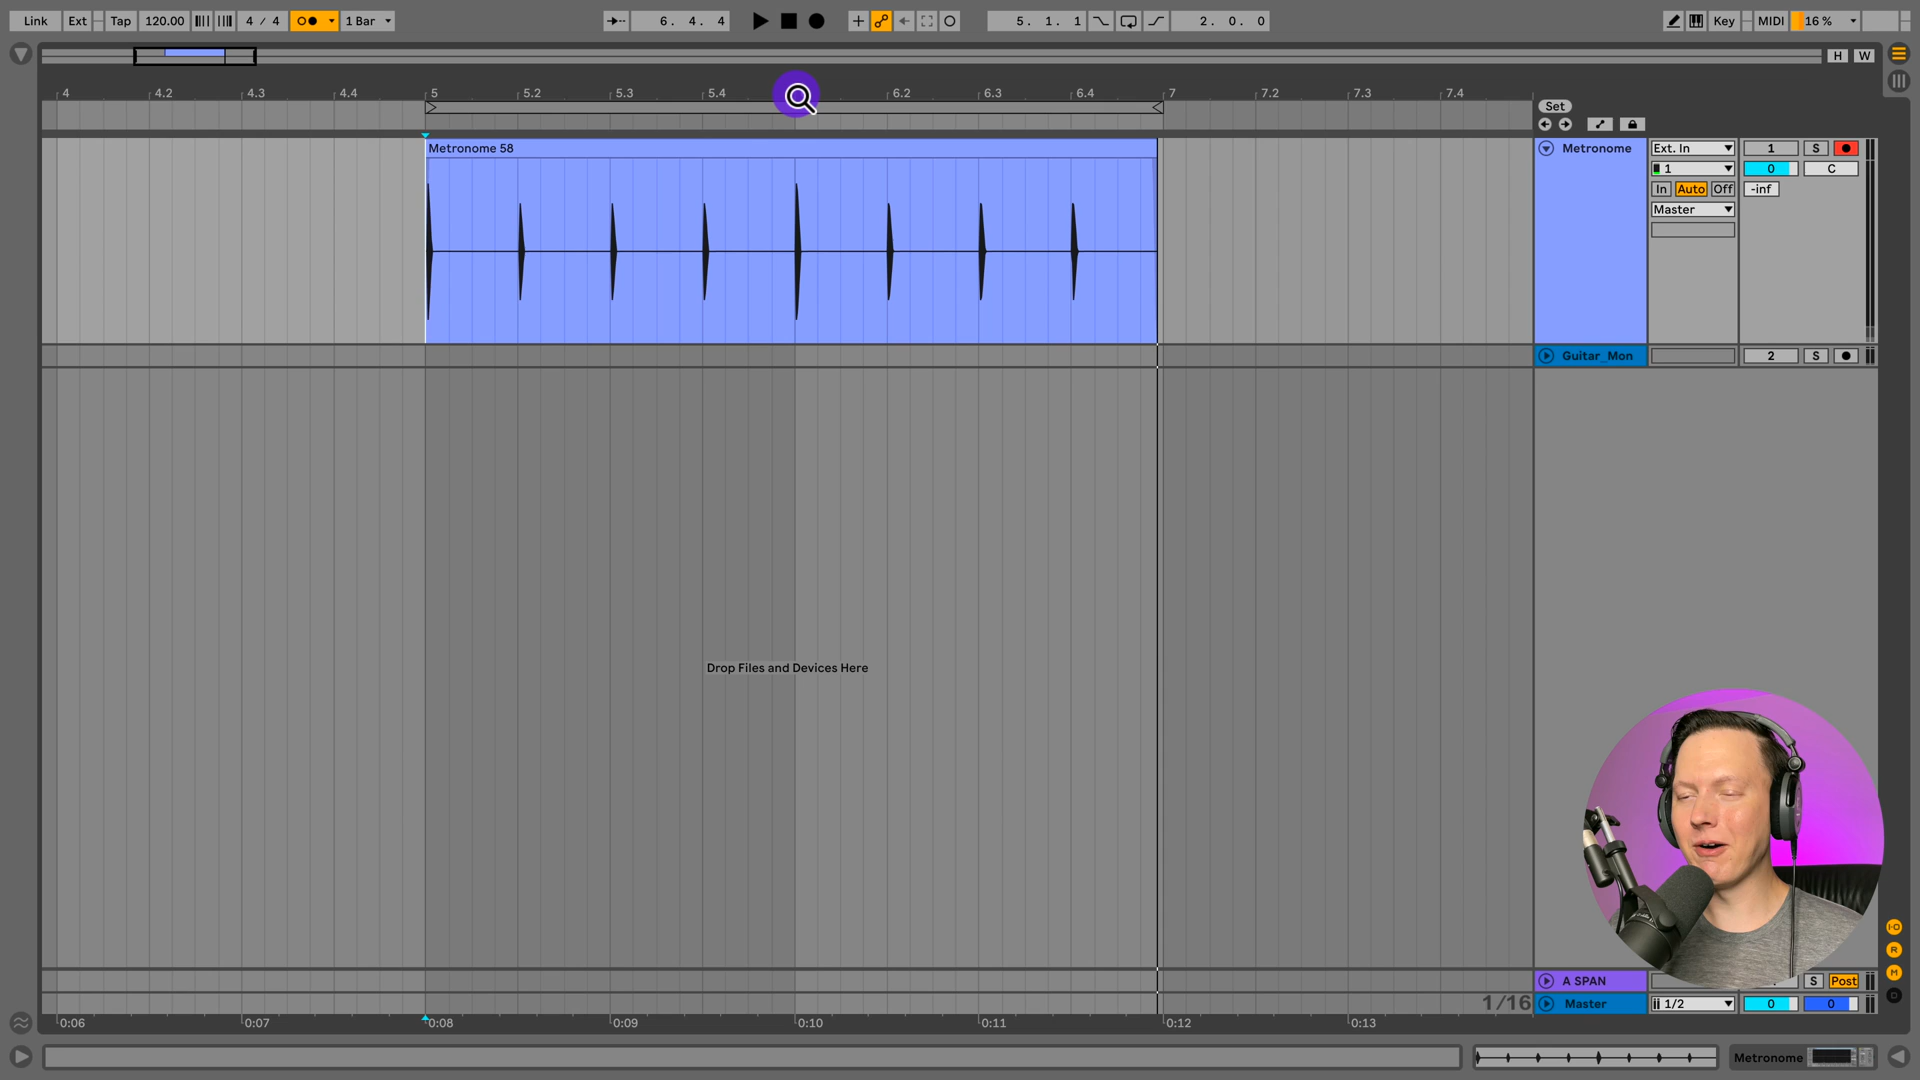 Link Ext Tap 120.00 4 / 4 1 Bar 6. 4. 4 5. 1. 1 2. 0. 0 Key MIDI 16 %
H W
4 4.2 4.3 4.4 5 5.2 5.3 5.4 6.2 6.3 6.4 7 7.2 7.3 7.4
Set
Metronome 58
Metronome Ext. In 1 S
1 0 C
In Auto Off -inf
Master
Guitar_Mon 2 S
Drop Files and Devices Here
A SPAN S Post
1/16 Master 1/2 0 0
0:06 0:07 0:08 0:09 0:10 0:11 0:12 0:13
I·O
R
M
D
Metronome